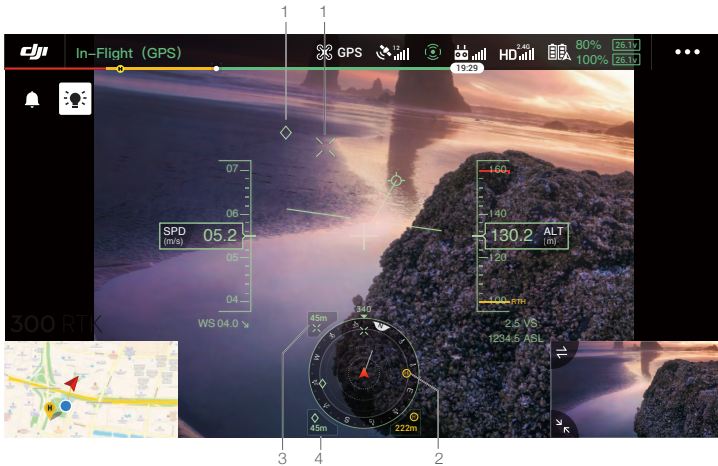 1 1
dji In-Flight (GPS) GPS 12 HD 2.4G 80% 26.1v
100% 26.1v
H 19:29
07 160
06 140
SPD (m/s) 05.2 130.2 ALT (m)
05 120
04 100 RTH
300 RTK
WS 04.0 ↘ 340 2.5 VS
45m 1234.5 ASL
N
W E
S
H
45m 222m
3 4 2